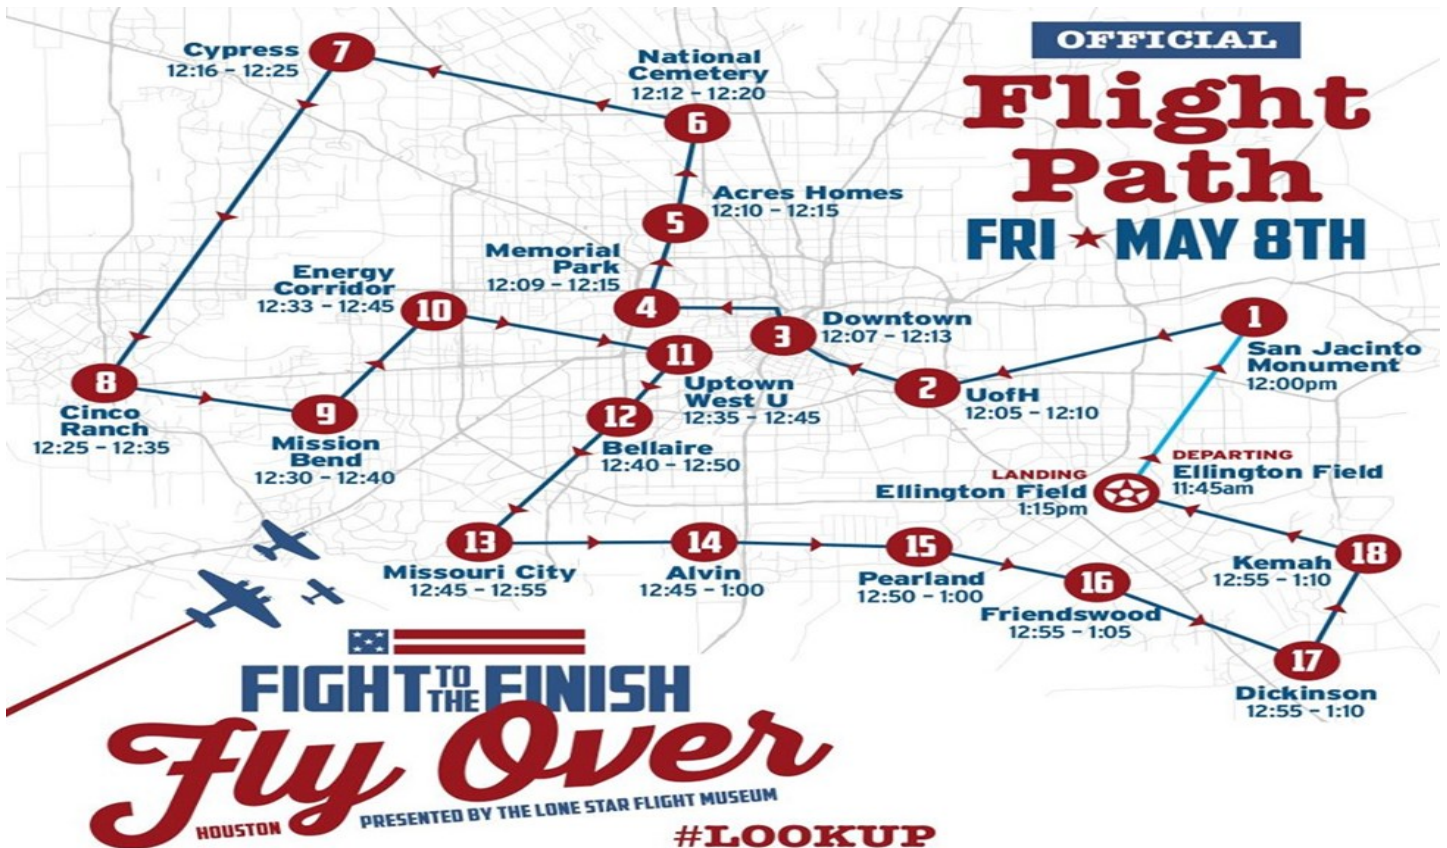 OFFICIAL
Flight
Path
FRI ★ MAY 8TH
1
San Jacinto
Monument
12:00pm
2
UofH
12:05 - 12:10
3
Downtown
12:07 - 12:13
4
Memorial
Park
12:09 - 12:15
5
Acres Homes
12:10 - 12:15
6
National
Cemetery
12:12 - 12:20
7
Cypress
12:16 - 12:25
8
Cinco
Ranch
12:25 - 12:35
9
Mission
Bend
12:30 - 12:40
10
Energy
Corridor
12:33 - 12:45
11
Uptown
West U
12:35 - 12:45
12
Bellaire
12:40 - 12:50
13
Missouri City
12:45 - 12:55
14
Alvin
12:45 - 1:00
15
Pearland
12:50 - 1:00
16
Friendswood
12:55 - 1:05
17
Dickinson
12:55 - 1:10
18
Kemah
12:55 - 1:10
LANDING
Ellington Field
1:15pm
DEPARTING
Ellington Field
11:45am
FIGHT TO THE FINISH
Fly Over
HOUSTON
PRESENTED BY THE LONE STAR FLIGHT MUSEUM
#LOOKUP